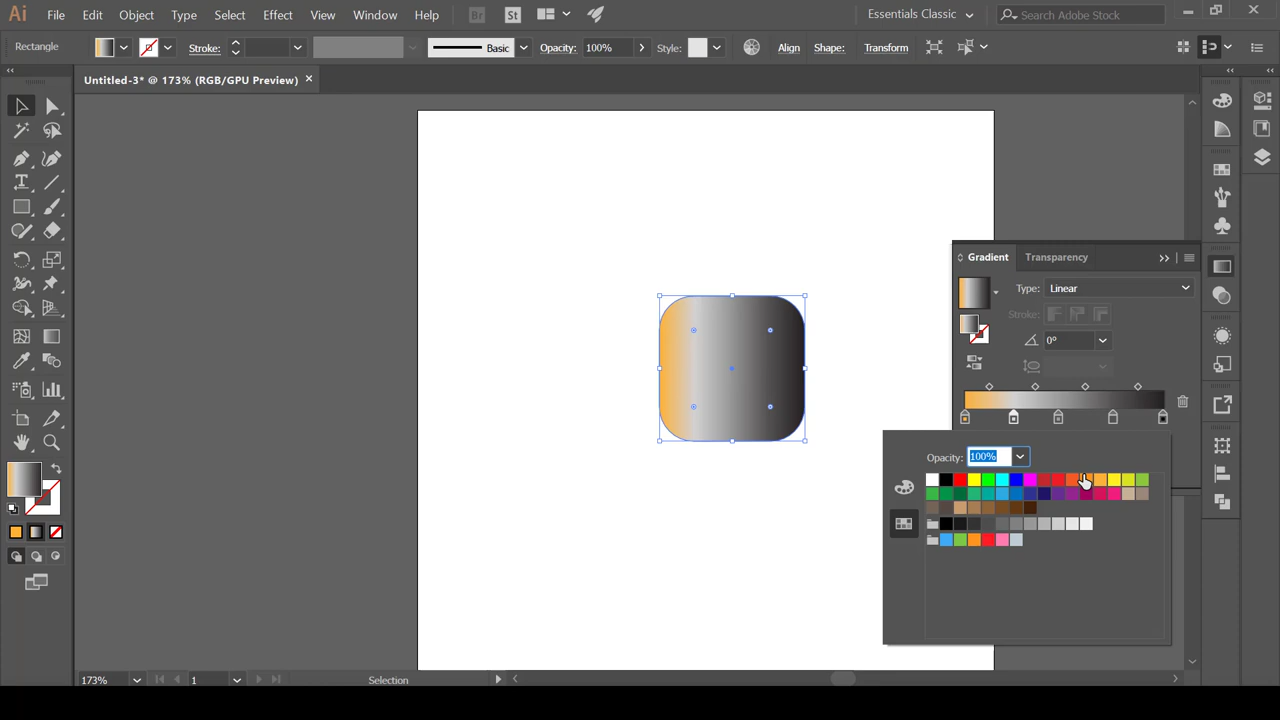 Ai File Edit Object Type Select Effect View Window Help Br St Essentials Classic Search Adobe Stock
Rectangle Stroke: Basic Opacity: 100% Style: Align Shape: Transform
Untitled-3* @ 173% (RGB/GPU Preview)
Gradient Transparency
Type: Linear
Stroke:
0°
Opacity: 100%
173% 1 Selection